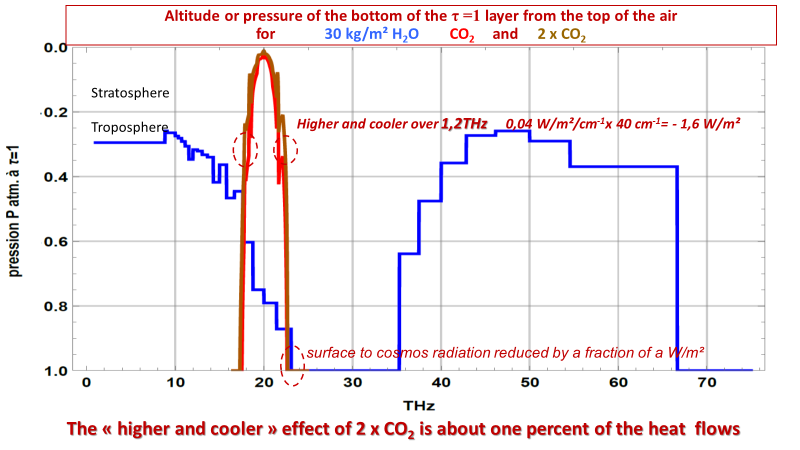 Altitude or pressure of the bottom of the τ =1 layer from the top of the air
for 30 kg/m² H₂O CO₂ and 2 x CO₂
0.0
Stratosphere
0.2
Troposphere
Higher and cooler over 1,2THz 0,04 W/m²/cm⁻¹x 40 cm⁻¹= - 1,6 W/m²
pression P atm. à τ=1
0.4
0.6
0.8
surface to cosmos radiation reduced by a fraction of a W/m²
1.0
0 10 20 30 40 50 60 70
THz
The « higher and cooler » effect of 2 x CO₂ is about one percent of the heat flows